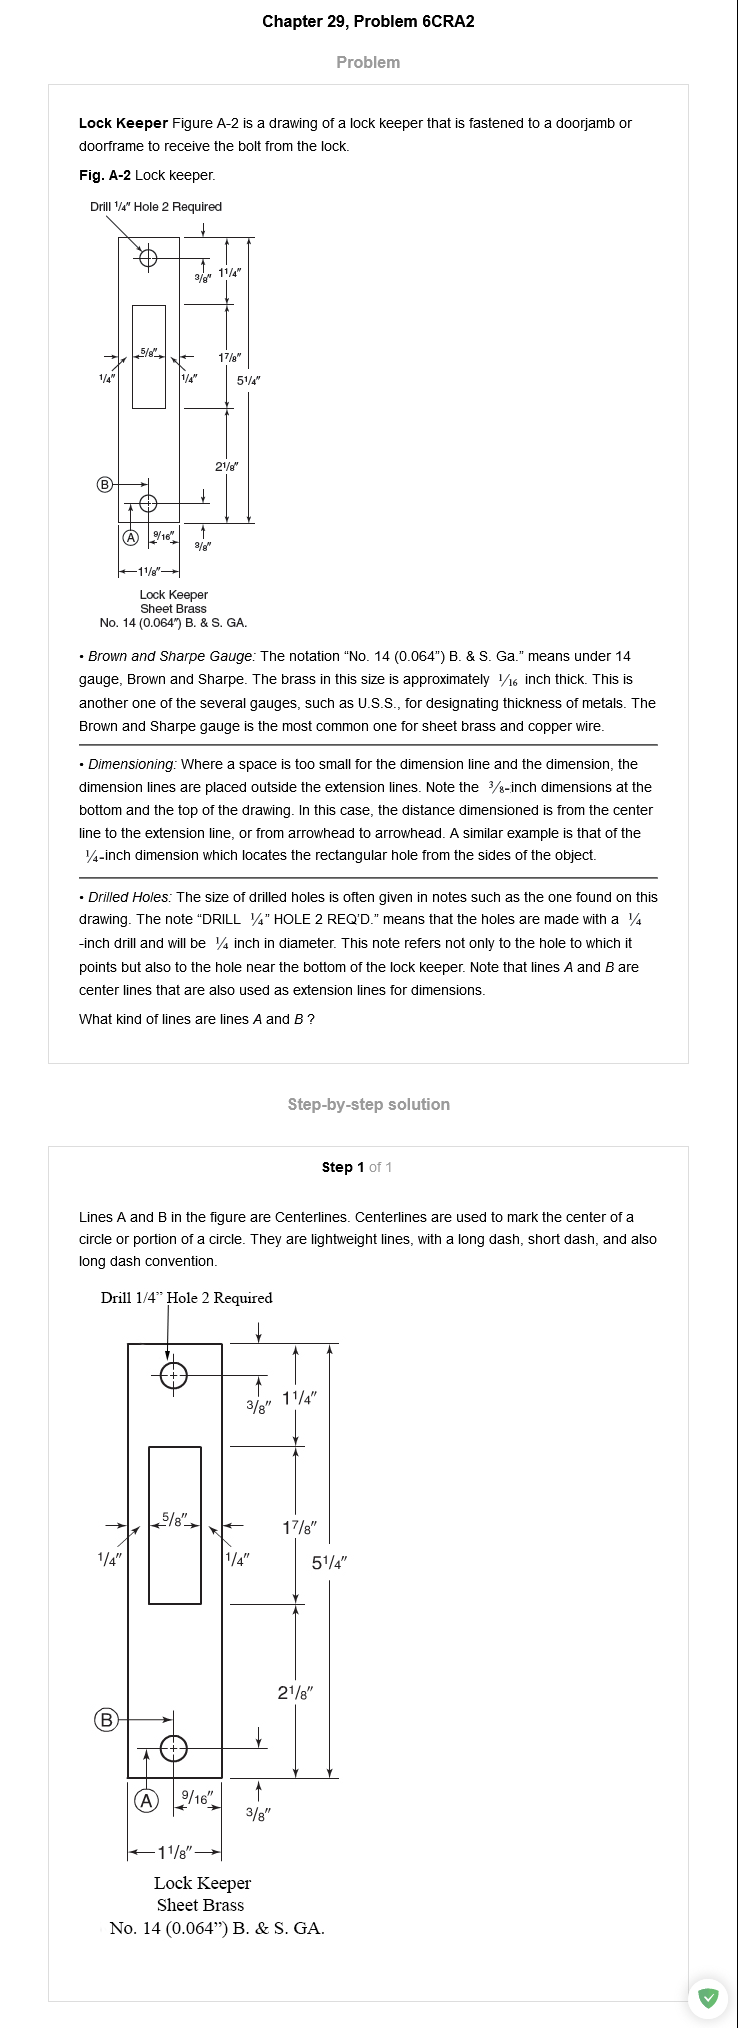 Chapter 29, Problem 6CRA2
Problem
Lock Keeper Figure A-2 is a drawing of a lock keeper that is fastened to a doorjamb or
doorframe to receive the bolt from the lock.
Fig. A-2 Lock keeper.
Drill 1/4" Hole 2 Required
3/8"
1 1/4"
5/8"
1/4"
1/4"
1 7/8"
5 1/4"
2 1/8"
B
A
9/16"
3/8"
1 1/8"
Lock Keeper
Sheet Brass
No. 14 (0.064") B. & S. GA.
• Brown and Sharpe Gauge: The notation “No. 14 (0.064”) B. & S. Ga.” means under 14
gauge, Brown and Sharpe. The brass in this size is approximately 1/16 inch thick. This is
another one of the several gauges, such as U.S.S., for designating thickness of metals. The
Brown and Sharpe gauge is the most common one for sheet brass and copper wire.
• Dimensioning: Where a space is too small for the dimension line and the dimension, the
dimension lines are placed outside the extension lines. Note the 3/8-inch dimensions at the
bottom and the top of the drawing. In this case, the distance dimensioned is from the center
line to the extension line, or from arrowhead to arrowhead. A similar example is that of the
1/4-inch dimension which locates the rectangular hole from the sides of the object.
• Drilled Holes: The size of drilled holes is often given in notes such as the one found on this
drawing. The note “DRILL 1/4” HOLE 2 REQ’D.” means that the holes are made with a 1/4
-inch drill and will be 1/4 inch in diameter. This note refers not only to the hole to which it
points but also to the hole near the bottom of the lock keeper. Note that lines A and B are
center lines that are also used as extension lines for dimensions.
What kind of lines are lines A and B ?
Step-by-step solution
Step 1 of 1
Lines A and B in the figure are Centerlines. Centerlines are used to mark the center of a
circle or portion of a circle. They are lightweight lines, with a long dash, short dash, and also
long dash convention.
Drill 1/4” Hole 2 Required
3/8"
1 1/4"
5/8"
1/4"
1/4"
1 7/8"
5 1/4"
2 1/8"
B
A
9/16"
3/8"
1 1/8"
Lock Keeper
Sheet Brass
No. 14 (0.064”) B. & S. GA.